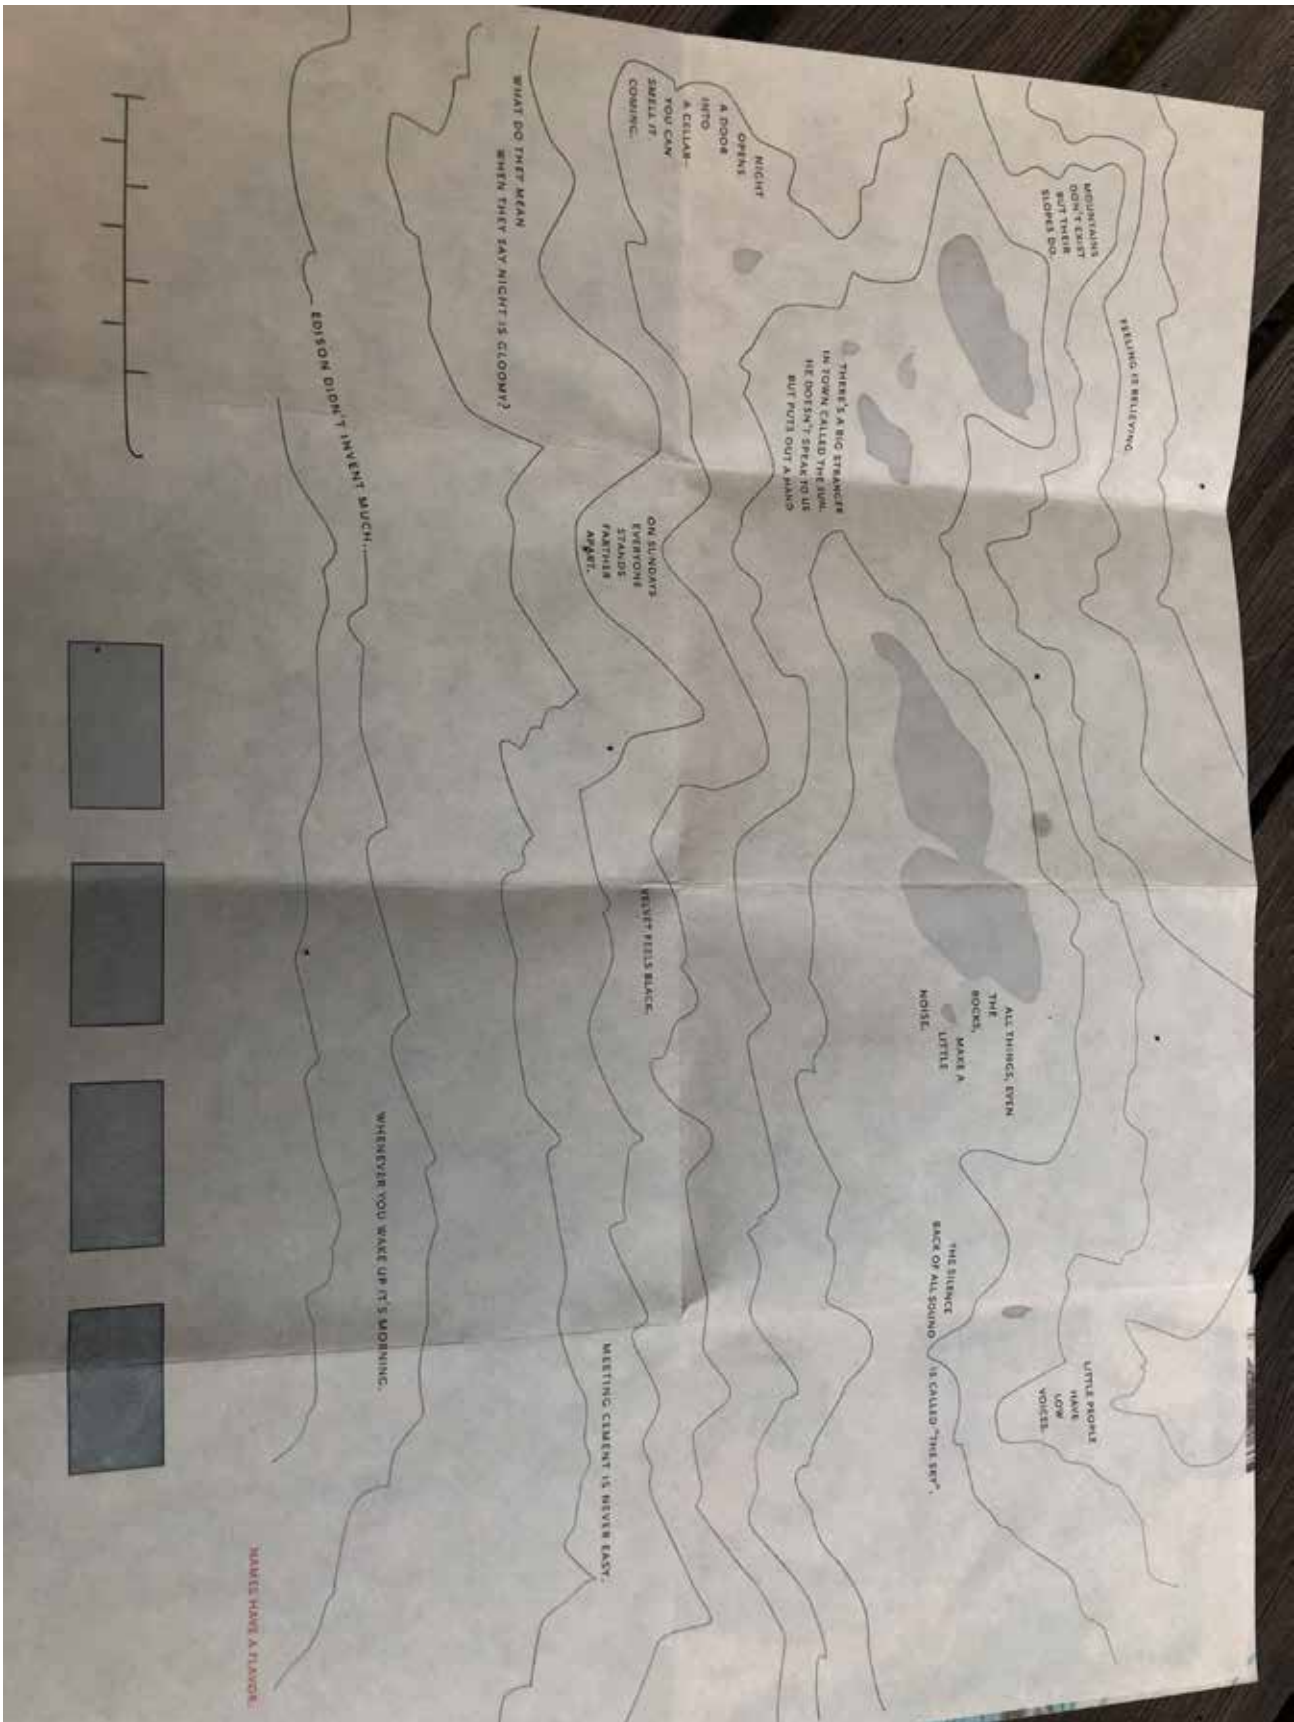 MOUNTAINS
DON'T EXIST
BUT THEIR
SLOPES DO.
FEELING IS BELIEVING
NIGHT
OPENS
A DOOR
INTO
A CELLAR—
YOU CAN
SMELL IT
COMING.
THERE'S A BIG STRANGER
IN TOWN CALLED THE SUN.
HE DOESN'T SPEAK TO US
BUT PUTS OUT A HAND
LITTLE PEOPLE
HAVE
LOW
VOICES.
ALL THINGS, EVEN
THE
ROCKS,
MAKE A
LITTLE
NOISE.
THE SILENCE
BACK OF ALL SOUND IS CALLED "THE SKY".
WHAT DO THEY MEAN
WHEN THEY SAY NIGHT IS GLOOMY?
ON SUNDAYS
EVERYONE
STANDS
FARTHER
APART.
VELVET FEELS BLACK.
MEETING CEMENT IS NEVER EASY.
EDISON DIDN'T INVENT MUCH.
WHENEVER YOU WAKE UP IT'S MORNING.
NAMES HAVE A FLAVOR.